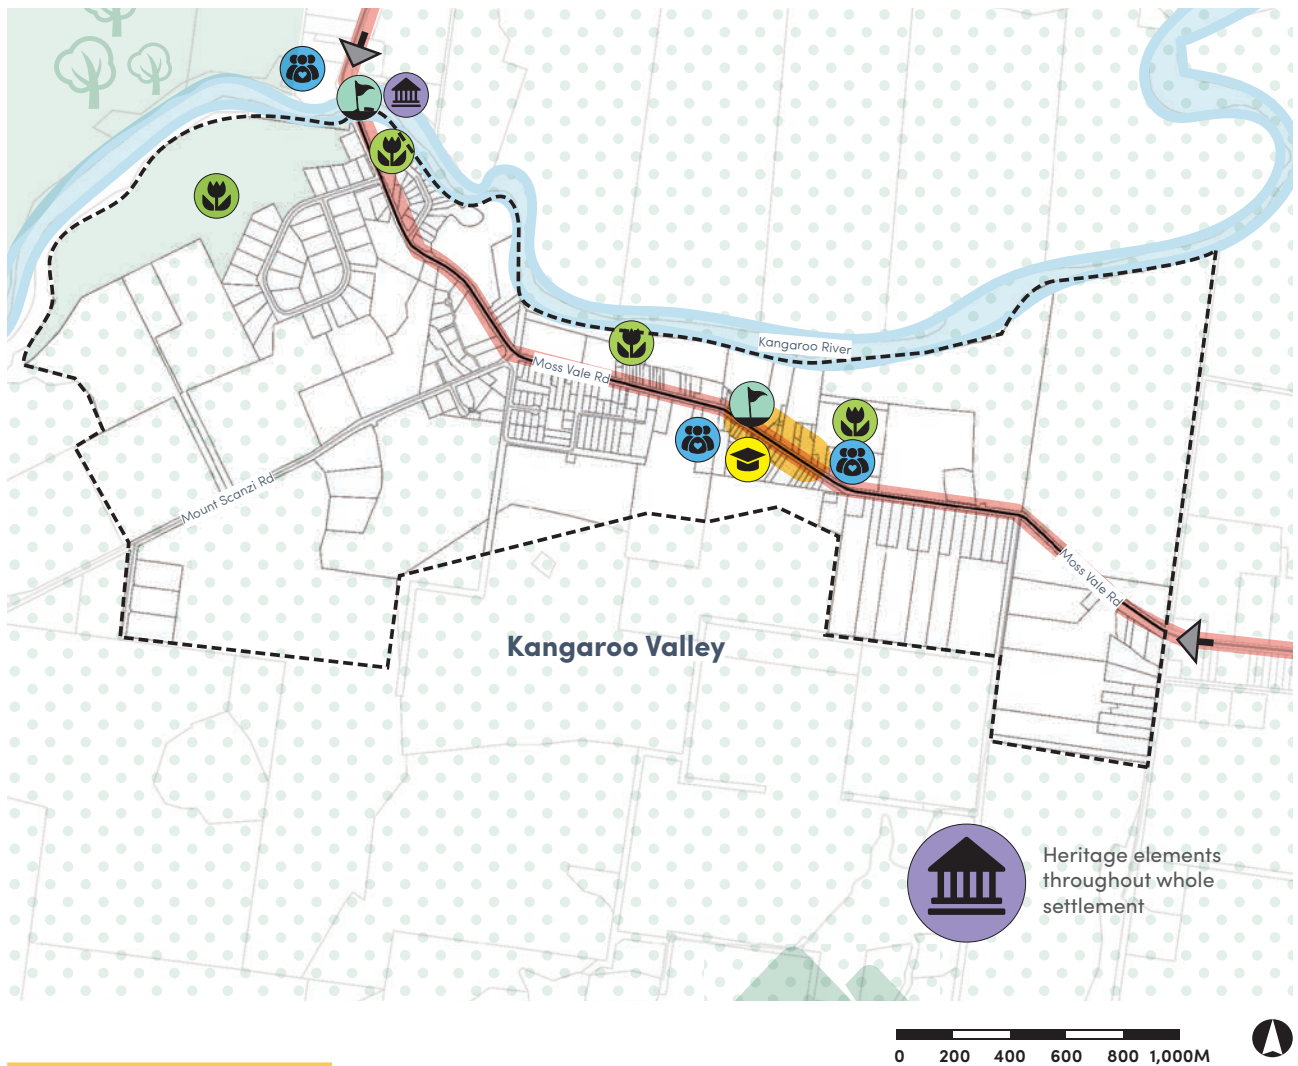 Kangaroo River
Moss Vale Rd
Mount Scanzi Rd
Moss Vale Rd
Kangaroo Valley
Heritage elements
throughout whole
settlement
0 200 400 600 800 1,000M